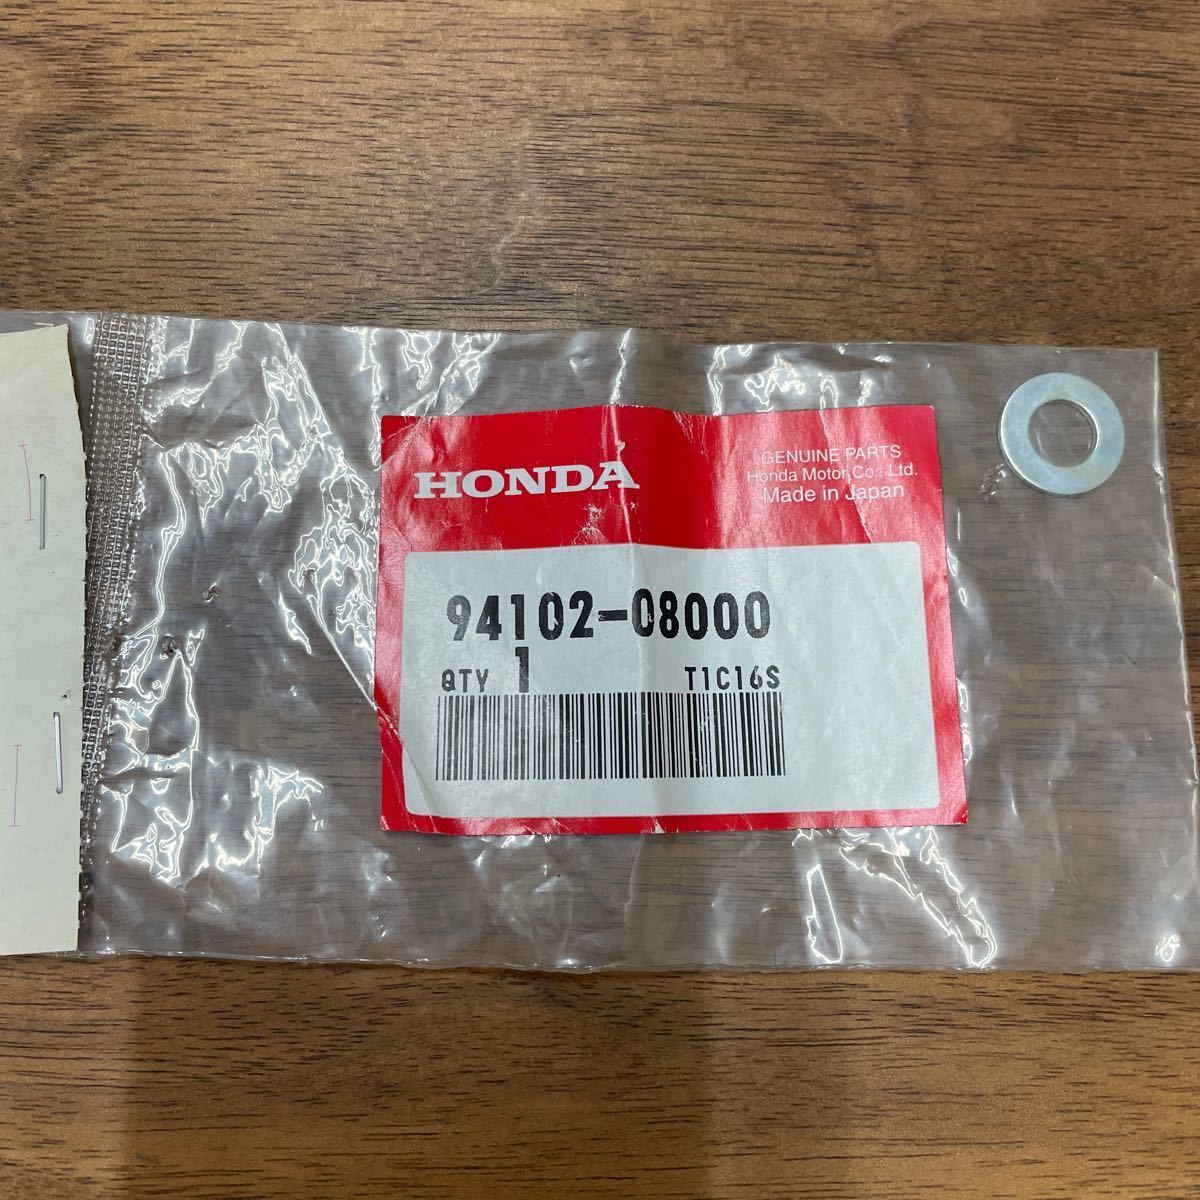 HONDA
GENUINE PARTS
Honda Motor Co., Ltd.
Made in Japan
94102-08000
QTY 1 T1C16S